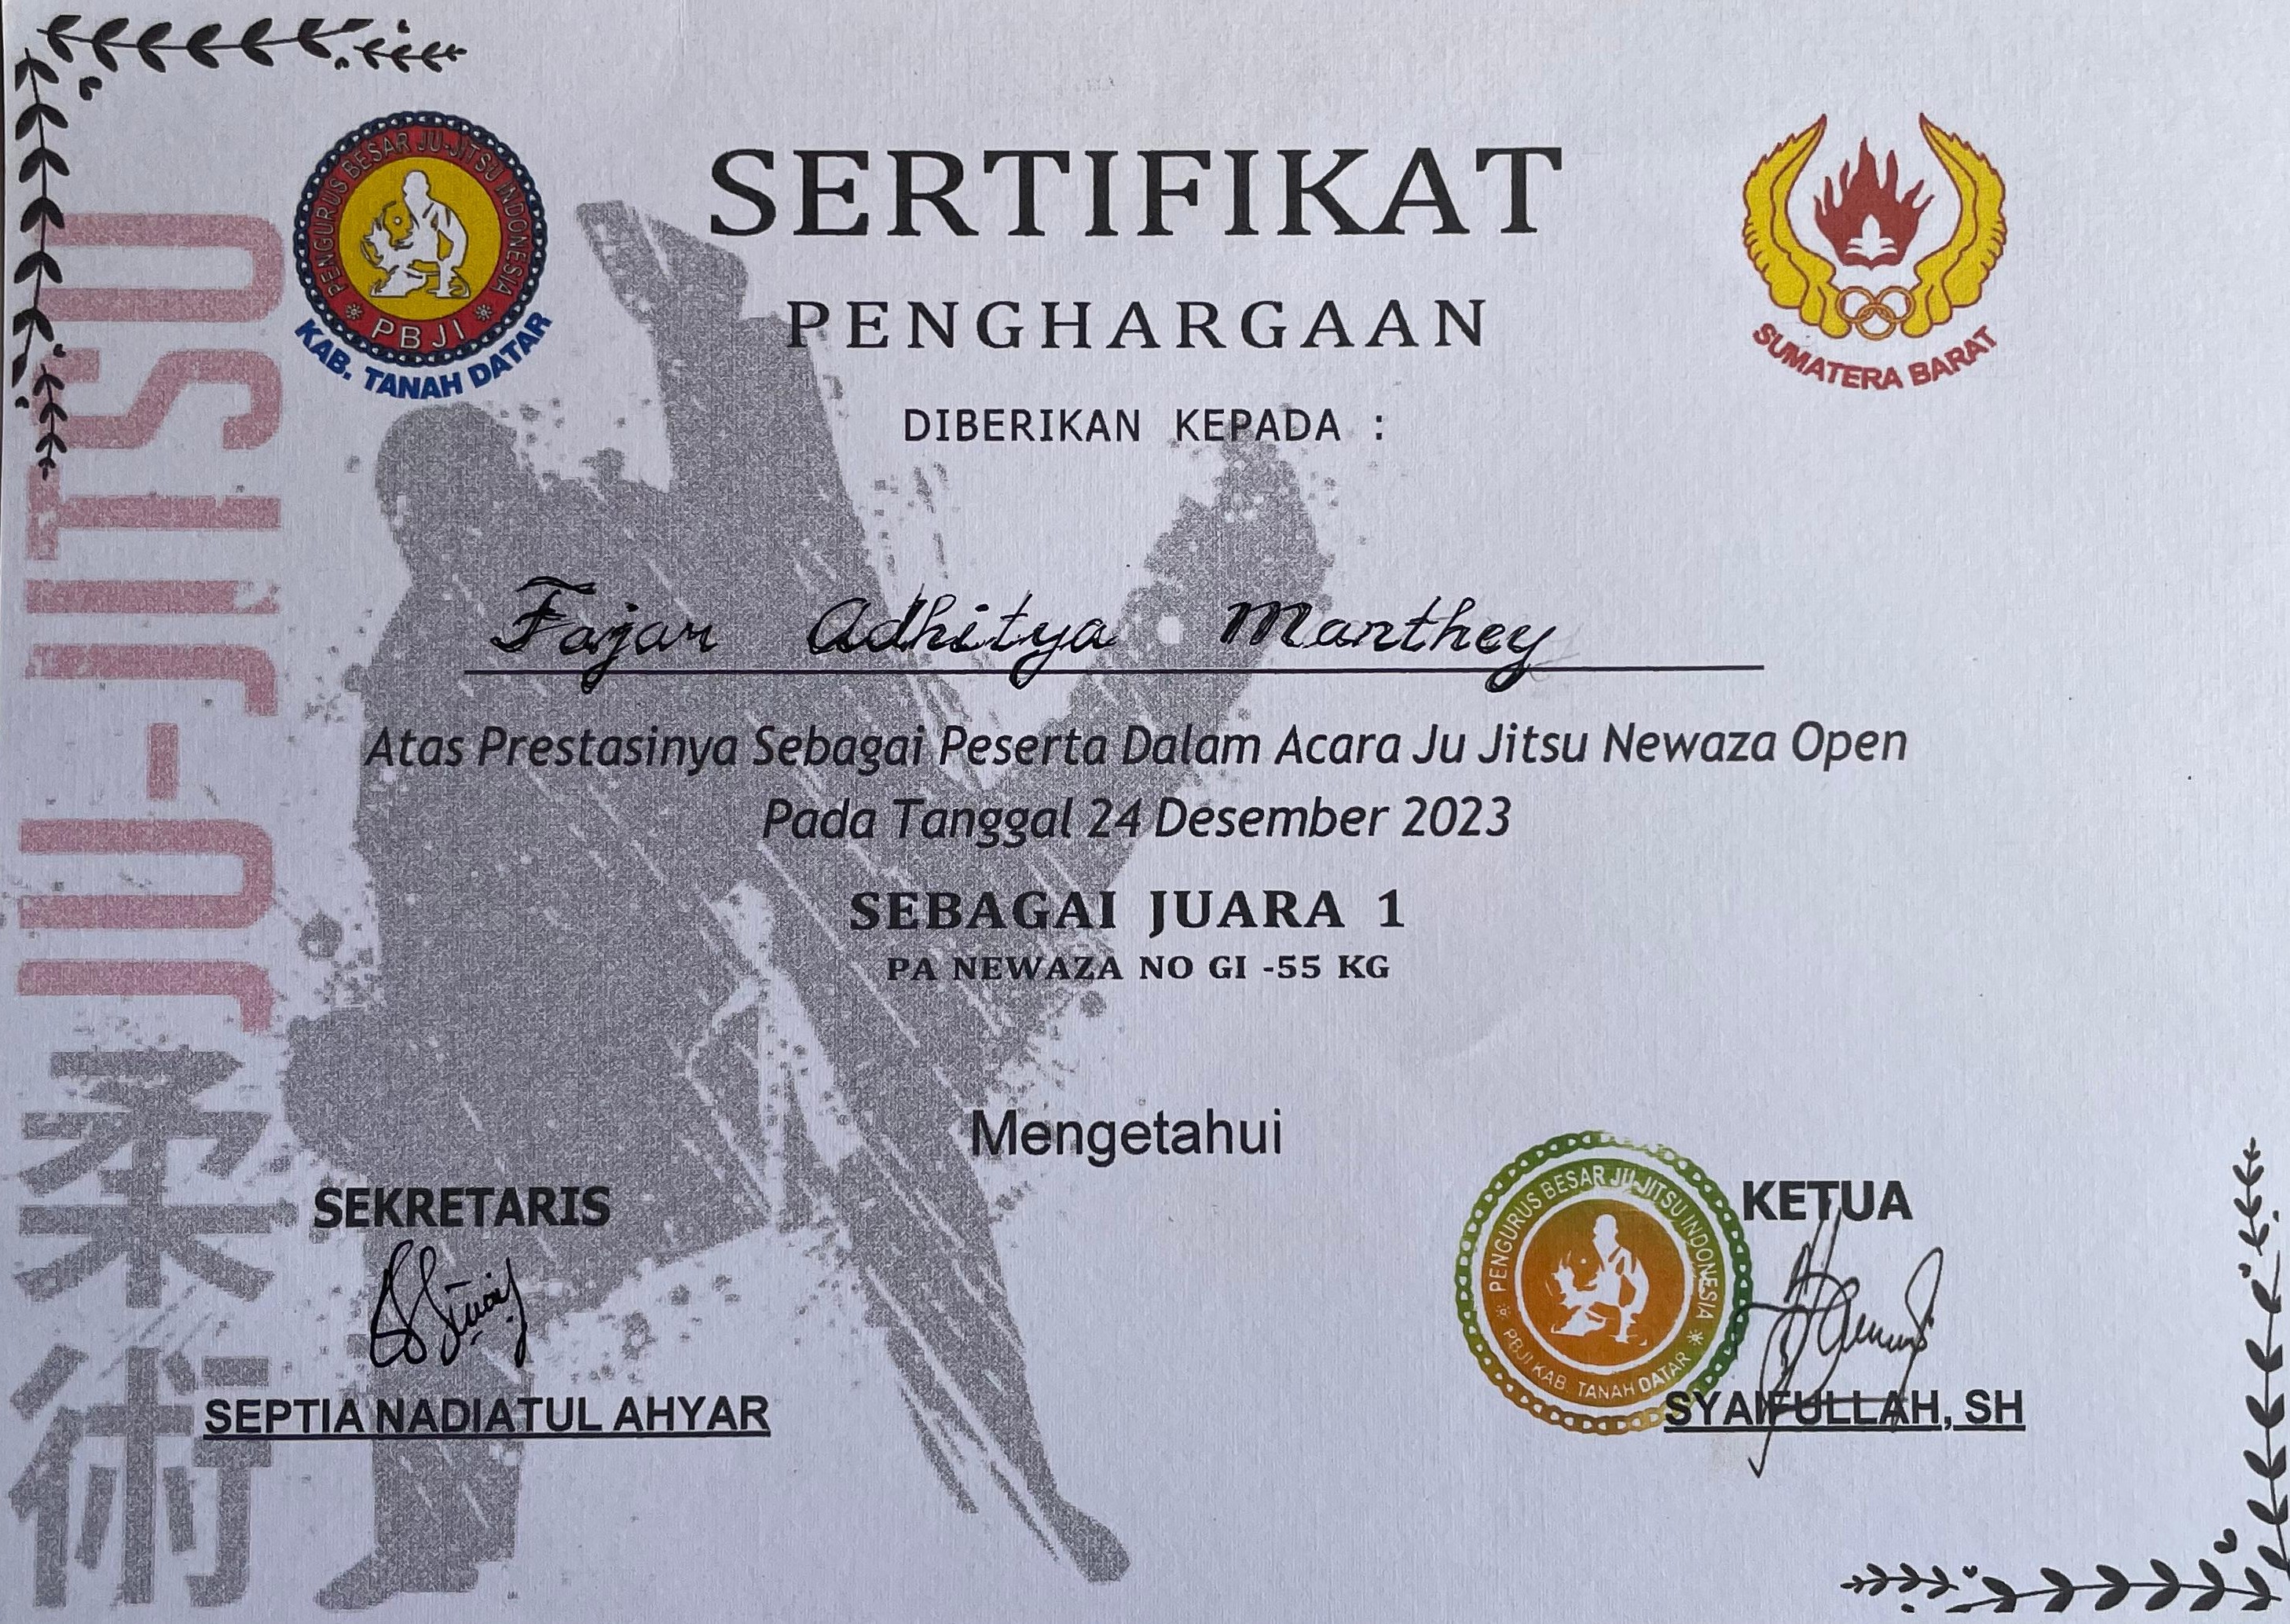 PENGURUS BESAR JU-JITSU INDONESIA
PBJI
KAB. TANAH DATAR
SERTIFIKAT
PENGHARGAAN
SUMATERA BARAT
DIBERIKAN KEPADA :
Fajar Adhitya Manthey
Atas Prestasinya Sebagai Peserta Dalam Acara Ju Jitsu Newaza Open
Pada Tanggal 24 Desember 2023
SEBAGAI JUARA 1
PA NEWAZA NO GI -55 KG
Mengetahui
SEKRETARIS
SEPTIA NADIATUL AHYAR
PENGURUS BESAR JU-JITSU INDONESIA
PBJI KAB. TANAH DATAR
KETUA
SYAIFULLAH, SH
JU-JITSU
柔術